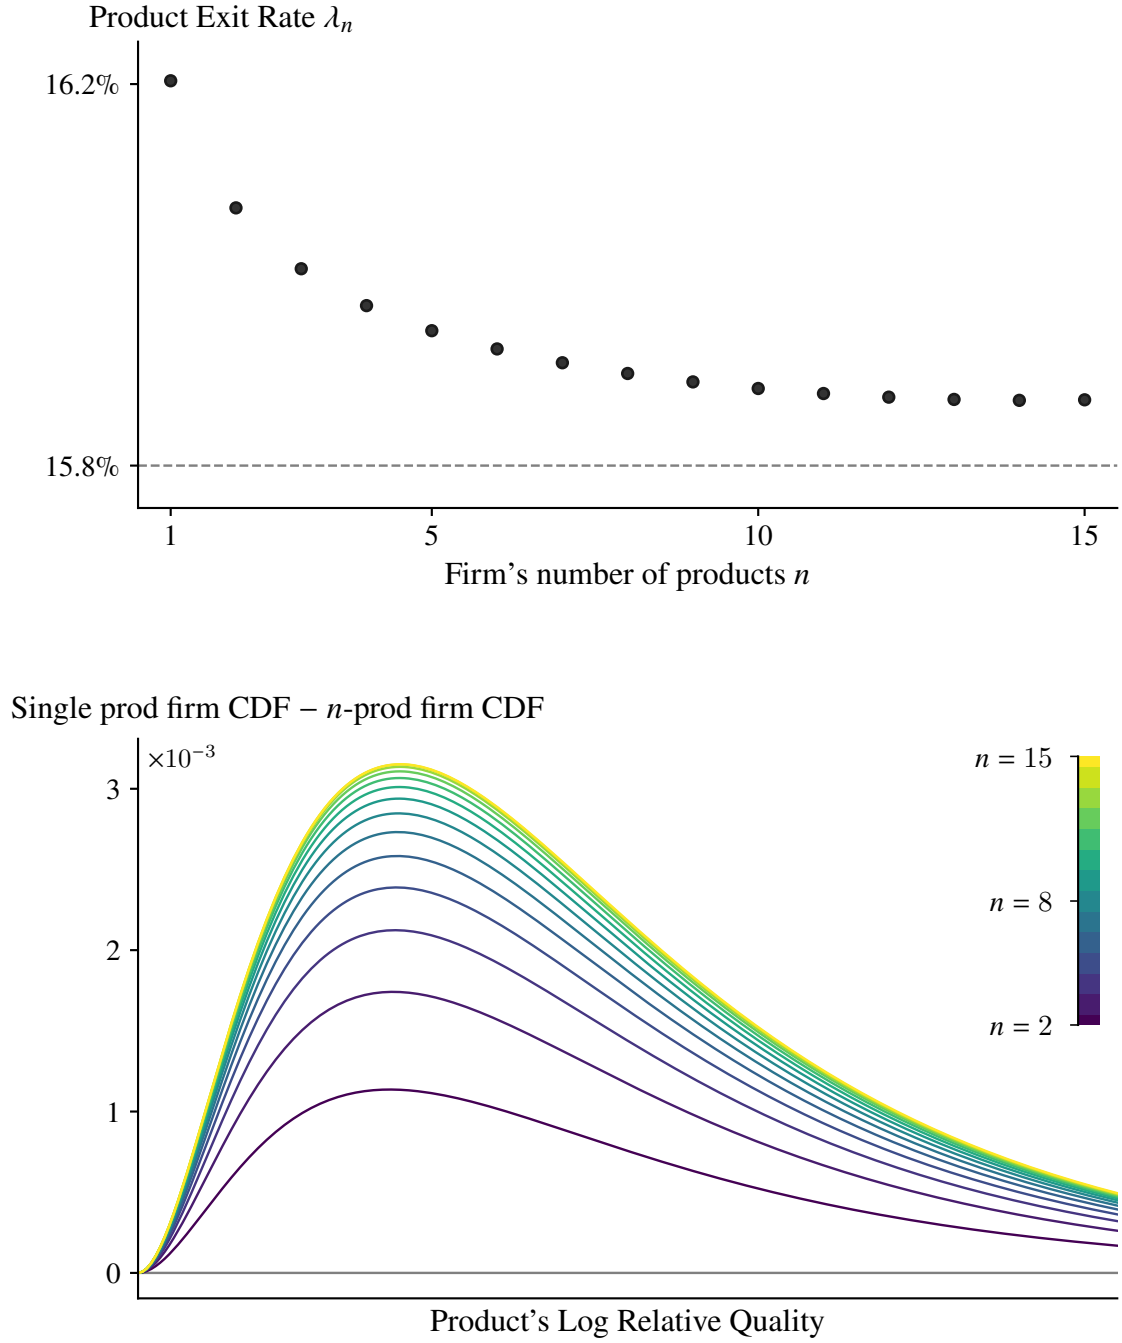 Product Exit Rate λₙ
16.2%
15.8%
1 5 10 15
Firm's number of products n
Single prod firm CDF − n-prod firm CDF
×10⁻³
3
2
1
0
n = 15
n = 8
n = 2
Product's Log Relative Quality